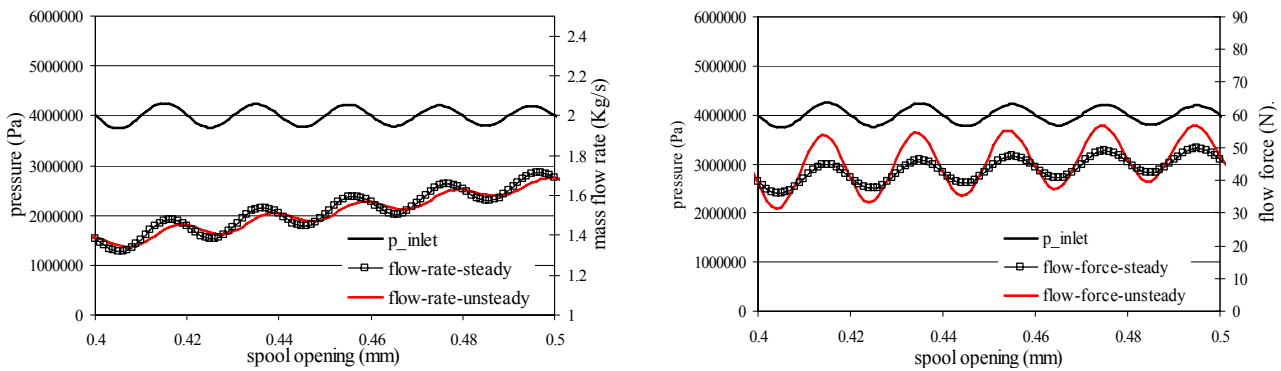 6000000
5000000
4000000
3000000
2000000
1000000
0
pressure (Pa)
2.4
2.2
2
1.8
1.6
1.4
1.2
1
mass flow rate (Kg/s)
p_inlet
flow-rate-steady
flow-rate-unsteady
0.4 0.42 0.44 0.46 0.48 0.5
spool opening (mm)
6000000
5000000
4000000
3000000
2000000
1000000
0
pressure (Pa)
90
80
70
60
50
40
30
20
10
0
flow force (N).
p_inlet
flow-force-steady
flow-force-unsteady
0.4 0.42 0.44 0.46 0.48 0.5
spool opening (mm)